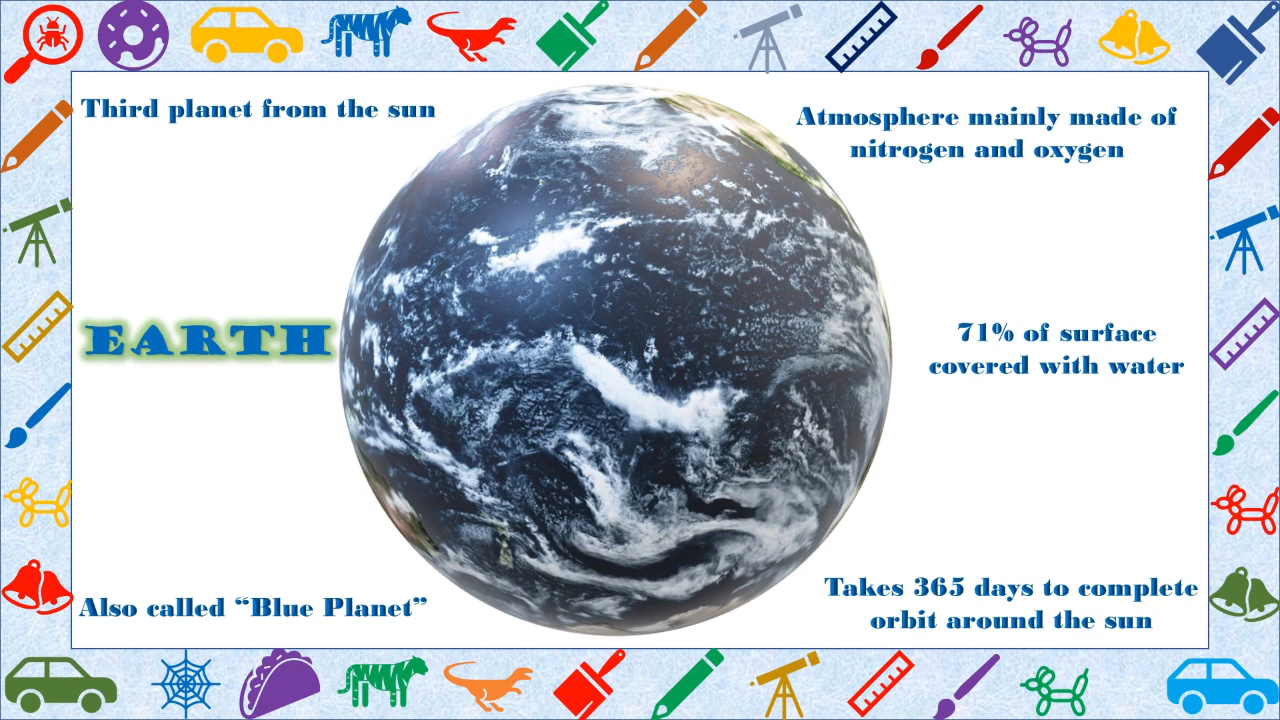 Third planet from the sun
Atmosphere mainly made of
nitrogen and oxygen
EARTH
71% of surface
covered with water
Also called “Blue Planet”
Takes 365 days to complete
orbit around the sun